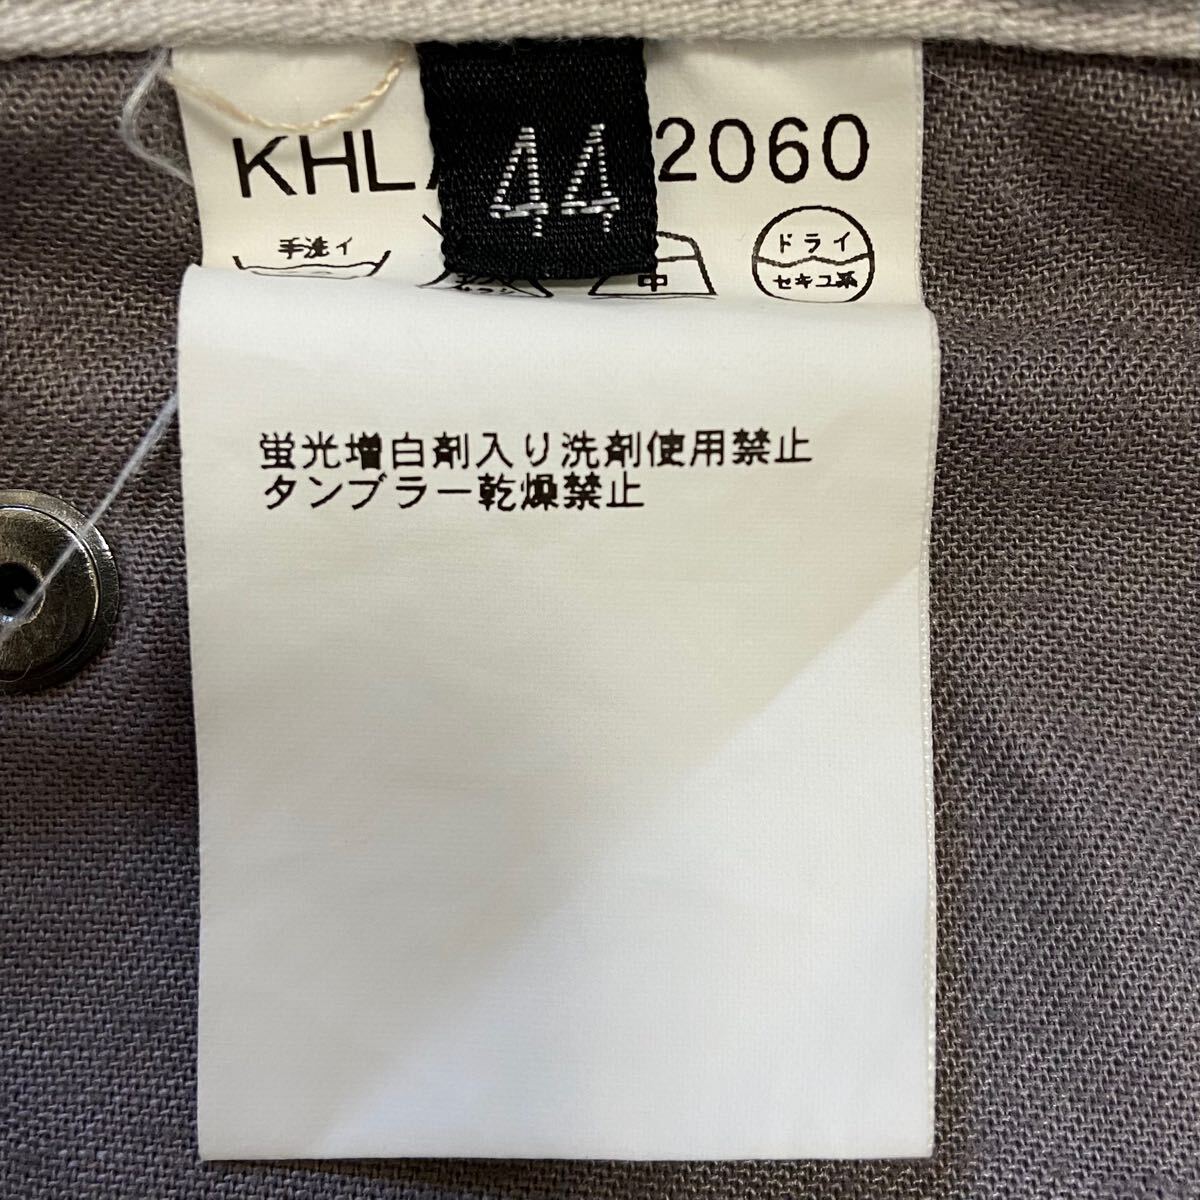 KHL
44
2060
手洗イ
中
ドライ
セキユ系
蛍光増白剤入り洗剤使用禁止
タンブラー乾燥禁止